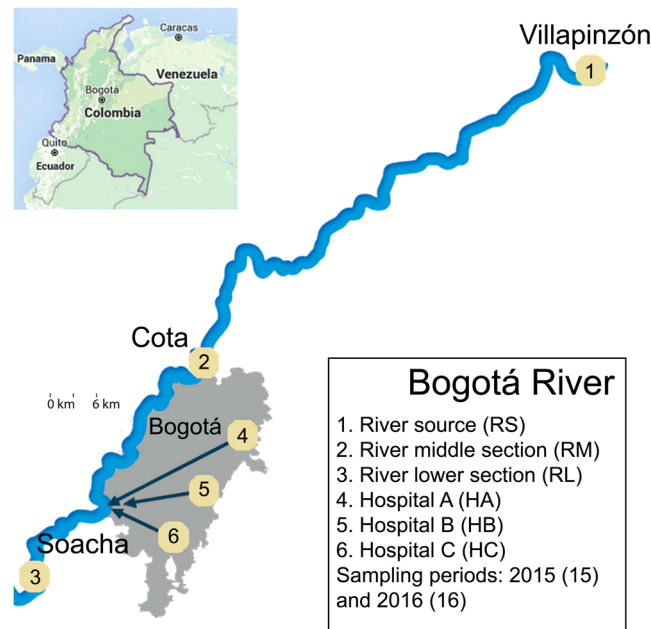 Villapinzón
1
Caracas
Panama
Venezuela
Bogotá
Colombia
Quito
Ecuador
Cota
2
0 km 6 km
Bogotá
4
5
6
Soacha
3
Bogotá River
1. River source (RS)
2. River middle section (RM)
3. River lower section (RL)
4. Hospital A (HA)
5. Hospital B (HB)
6. Hospital C (HC)
Sampling periods: 2015 (15)
and 2016 (16)